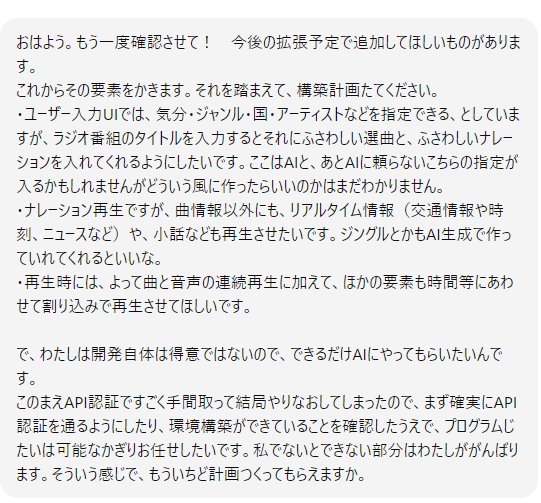 おはよう。もう一度確認させて！　今後の拡張予定で追加してほしいものがありま
す。
これからその要素をかきます。それを踏まえて、構築計画たてください。
・ユーザー入力UIでは、気分・ジャンル・国・アーティストなどを指定できる、としていま
すが、ラジオ番組のタイトルを入力するとそれにふさわしい選曲と、ふさわしいナレー
ションを入れてくれるようにしたいです。ここはAIと、あとAIに頼らないこちらの指定が
入るかもしれませんがどういう風に作ったらいいのかはまだわかりません。
・ナレーション再生ですが、曲情報以外にも、リアルタイム情報（交通情報や時
刻、ニュースなど）や、小話なども再生させたいです。ジングルとかもAI生成で作っ
ていれてくれるといいな。
・再生時には、よって曲と音声の連続再生に加えて、ほかの要素も時間等にあわ
せて割り込みで再生させてほしいです。

で、わたしは開発自体は得意ではないので、できるだけAIにやってもらいたいんで
す。
このまえAPI認証ですごく手間取って結局やりなおしてしまったので、まず確実にAPI
認証を通るようにしたり、環境構築ができていることを確認したうえで、プログラムじ
たいは可能なかぎりお任せしたいです。私でないとできない部分はわたしががんばり
ます。そういう感じで、もういちど計画つくってもらえますか。